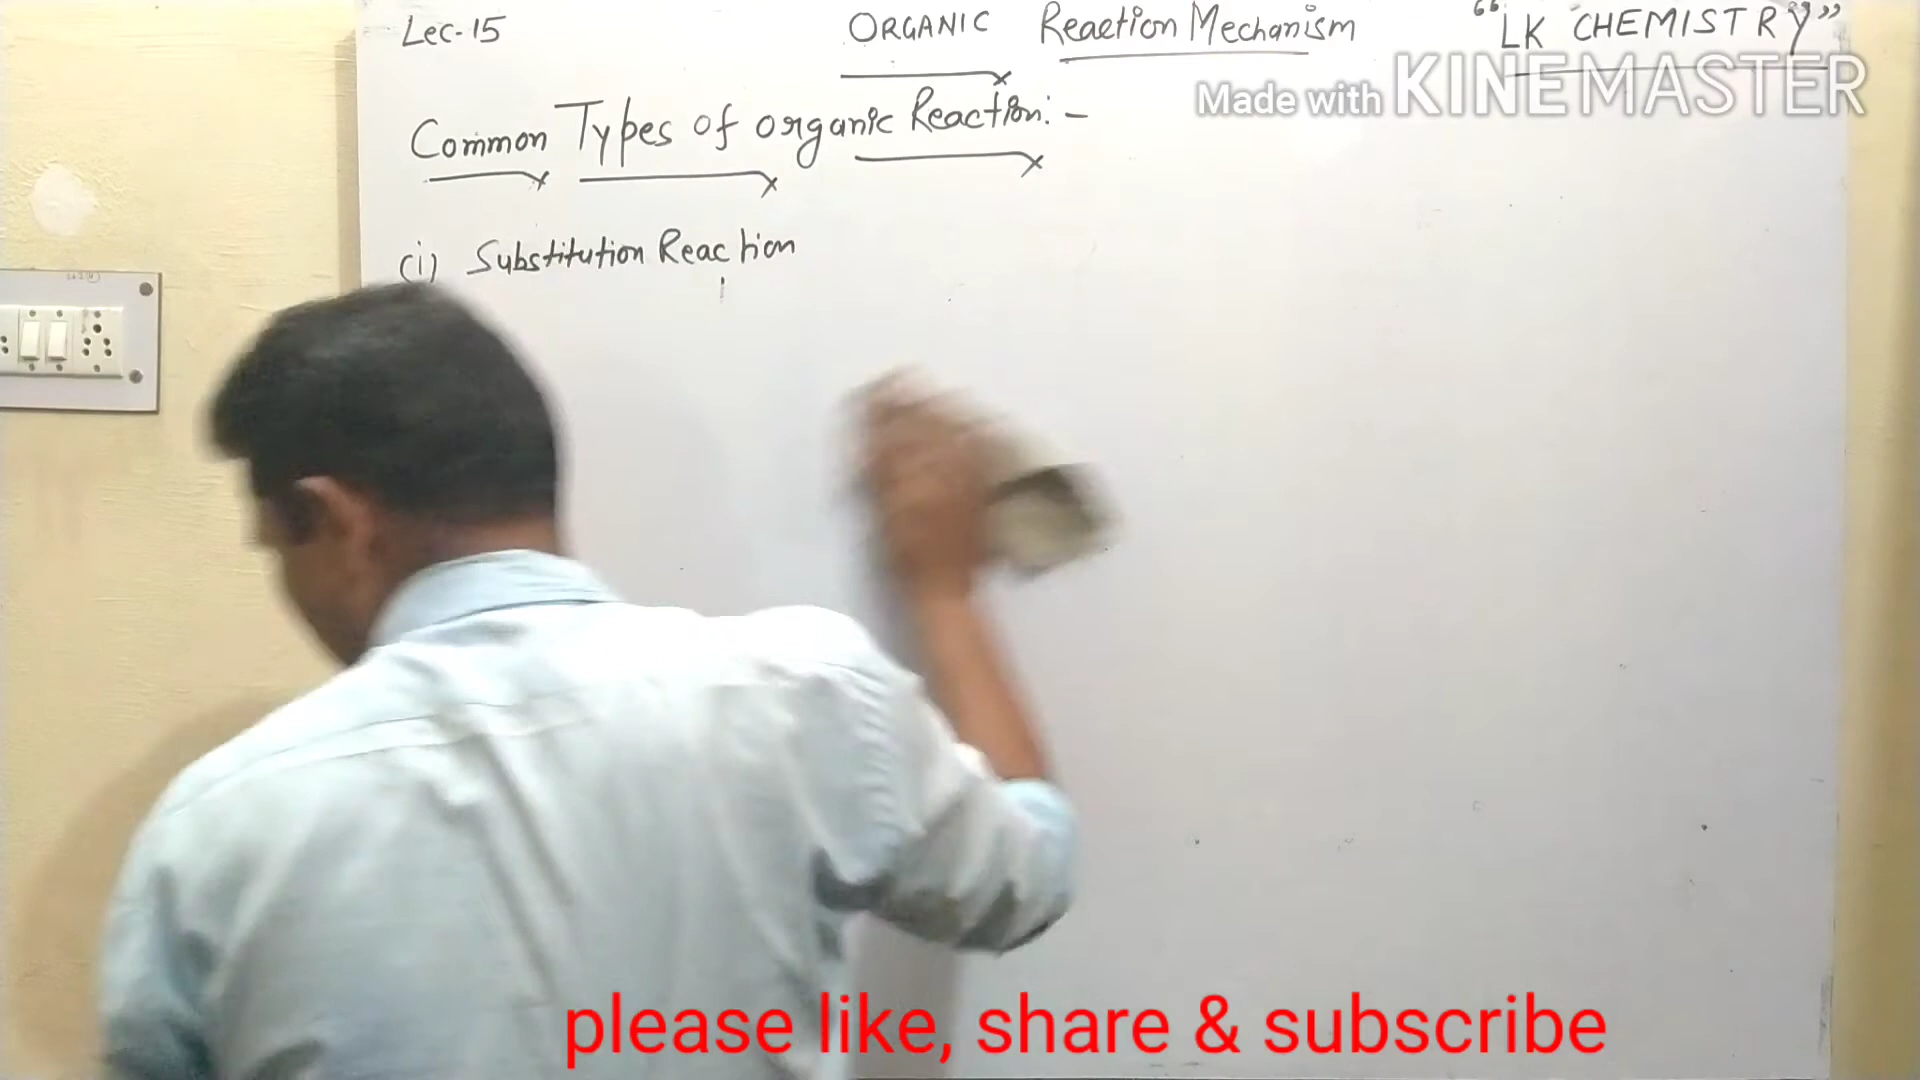 Lec-15 ORGANIC Reaction Mechanism "LK CHEMISTRY"
Made with KINEMASTER
Common Types of organic Reaction:-
(i) Substitution Reaction
please like, share & subscribe